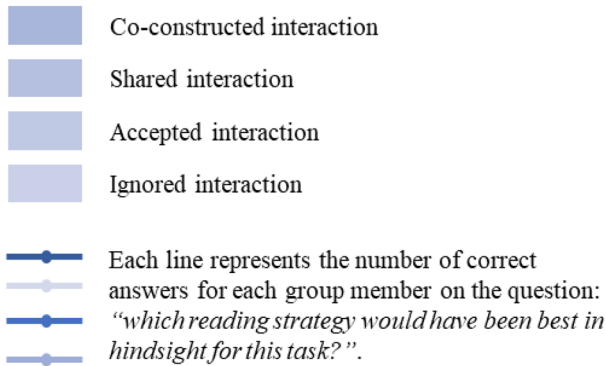 Co-constructed interaction
Shared interaction
Accepted interaction
Ignored interaction
Each line represents the number of correct
answers for each group member on the question:
“which reading strategy would have been best in
hindsight for this task?”.